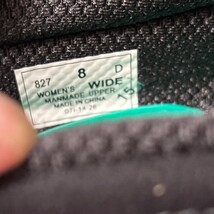 827 8 D
WOMEN'S WIDE
MANMADE UPPER
MADE IN CHINA